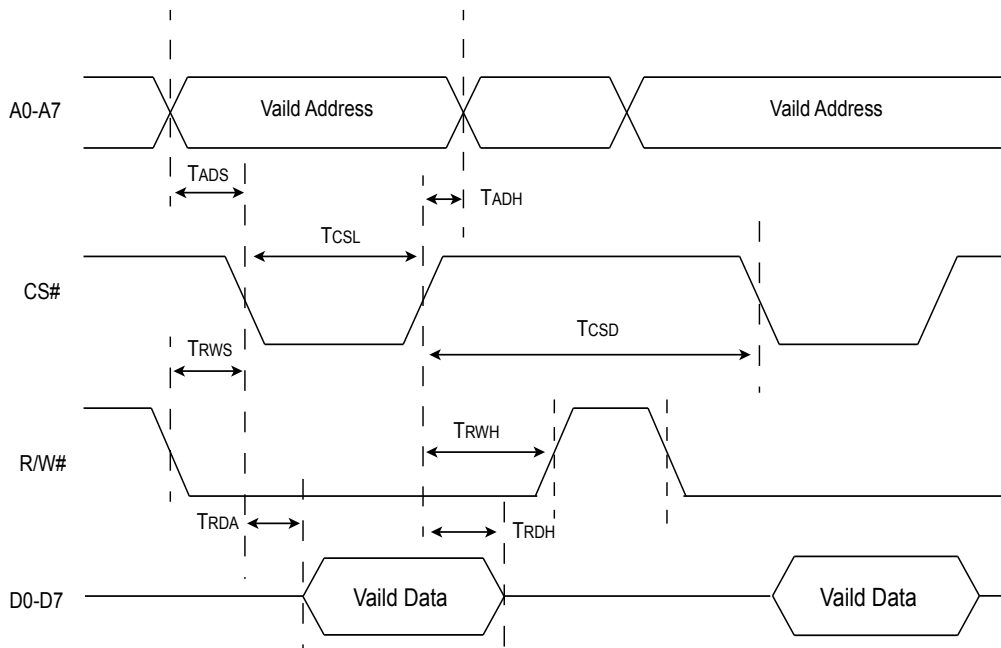 A0-A7
Vaild Address
Vaild Address
TADS
TADH
TCSL
CS#
TCSD
TRWS
TRWH
R/W#
TRDA
TRDH
D0-D7
Vaild Data
Vaild Data